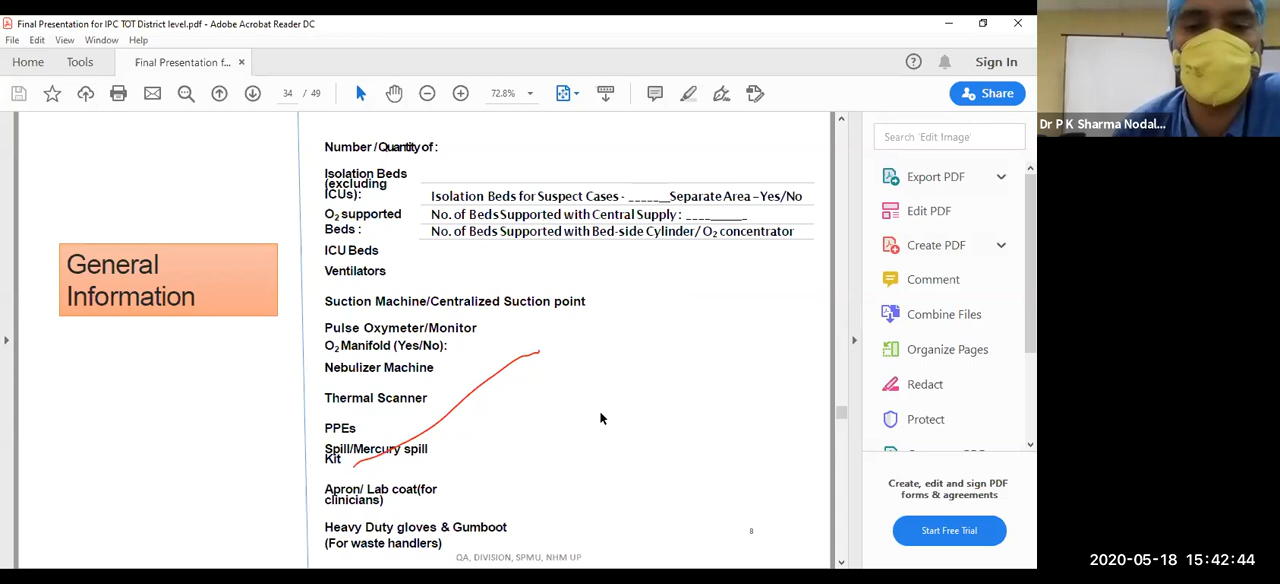 Final Presentation for IPC TOT District level.pdf - Adobe Acrobat Reader DC
File Edit View Window Help
Home Tools Final Presentation f... × Sign In
34 / 49 72.8% Share
Number /Quantity of :
Isolation Beds
(excluding
ICUs):
Isolation Beds for Suspect Cases - _____ Separate Area – Yes/No
O2 supported
Beds :
No. of Beds Supported with Central Supply : __________
No. of Beds Supported with Bed-side Cylinder/ O2 concentrator
ICU Beds
Ventilators
General
Information
Suction Machine/Centralized Suction point
Pulse Oxymeter/Monitor
O2 Manifold (Yes/No):
Nebulizer Machine
Thermal Scanner
PPEs
Spill/Mercury spill
Kit
Apron/ Lab coat(for
clinicians)
Heavy Duty gloves & Gumboot
(For waste handlers)
8
QA, DIVISION, SPMU, NHM UP
Search 'Edit Image'
Export PDF
Edit PDF
Create PDF
Comment
Combine Files
Organize Pages
Redact
Protect
Create, edit and sign PDF
forms & agreements
Start Free Trial
Dr P K Sharma Nodal...
2020-05-18 15:42:44